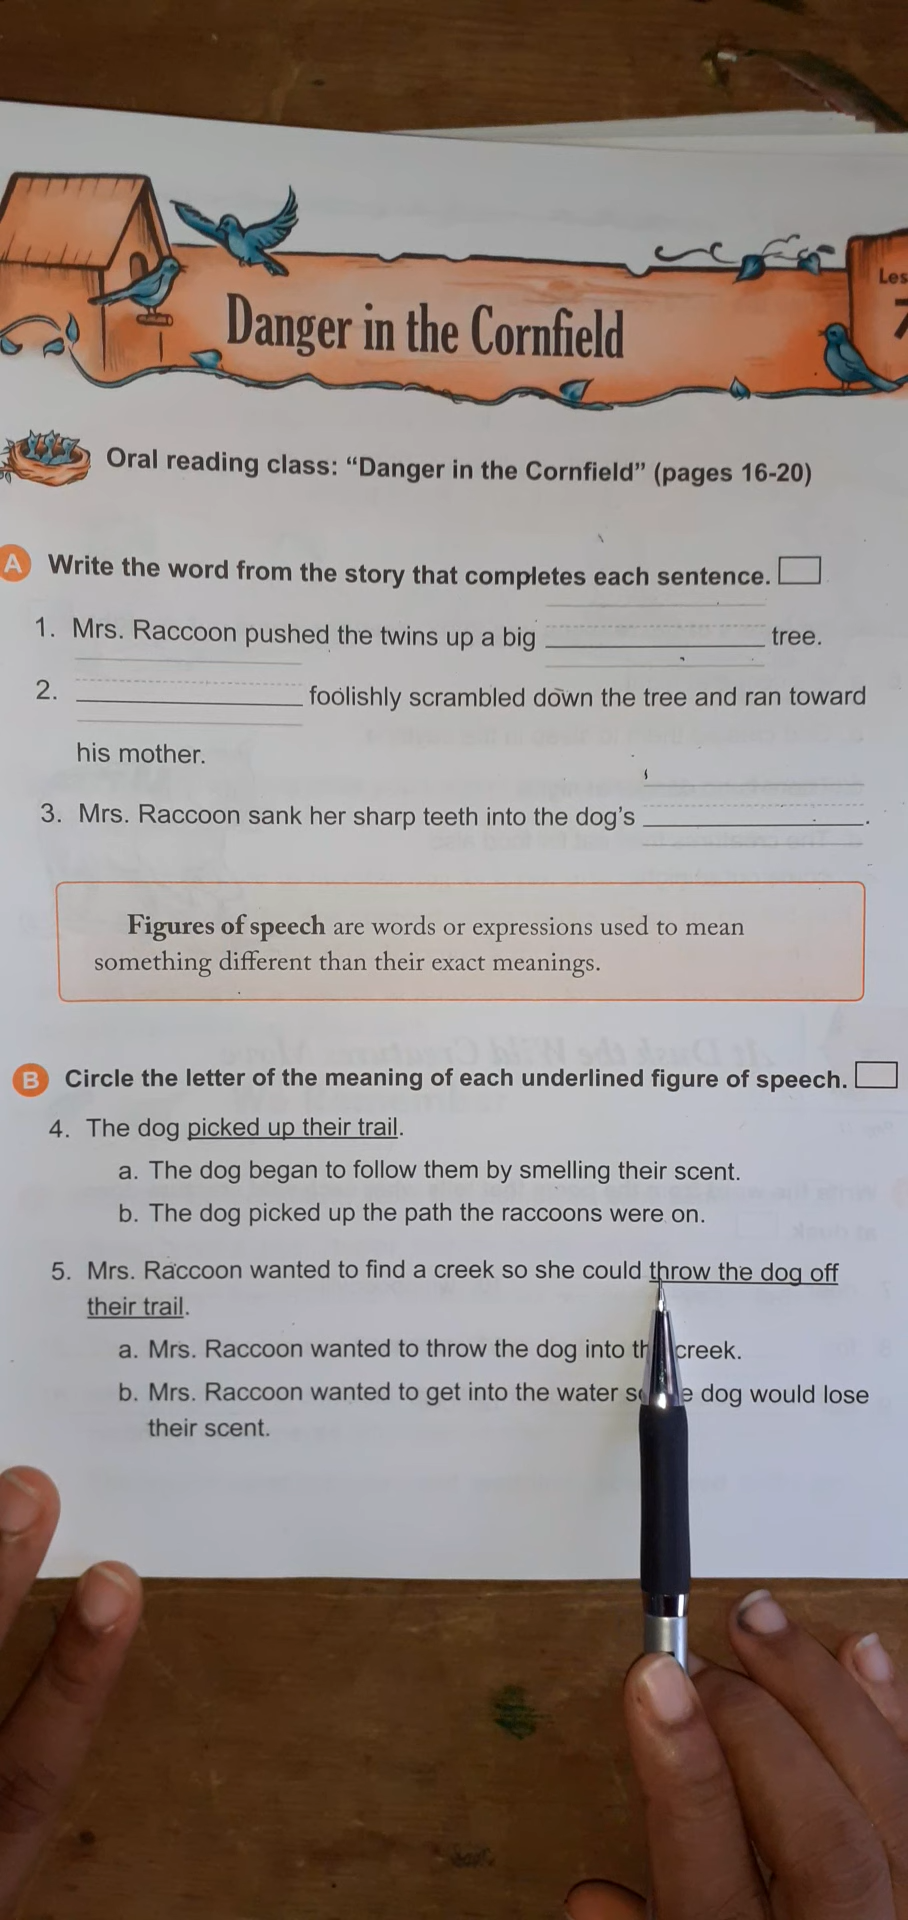 Les
7
Danger in the Cornfield
Oral reading class: “Danger in the Cornfield” (pages 16-20)
A Write the word from the story that completes each sentence.
1. Mrs. Raccoon pushed the twins up a big ____ tree.
2. ____ foolishly scrambled down the tree and ran toward
his mother.
3. Mrs. Raccoon sank her sharp teeth into the dog’s ____.
Figures of speech are words or expressions used to mean
something different than their exact meanings.
B Circle the letter of the meaning of each underlined figure of speech.
4. The dog picked up their trail.
a. The dog began to follow them by smelling their scent.
b. The dog picked up the path the raccoons were on.
5. Mrs. Raccoon wanted to find a creek so she could throw the dog off
their trail.
a. Mrs. Raccoon wanted to throw the dog into th creek.
b. Mrs. Raccoon wanted to get into the water s e dog would lose
their scent.